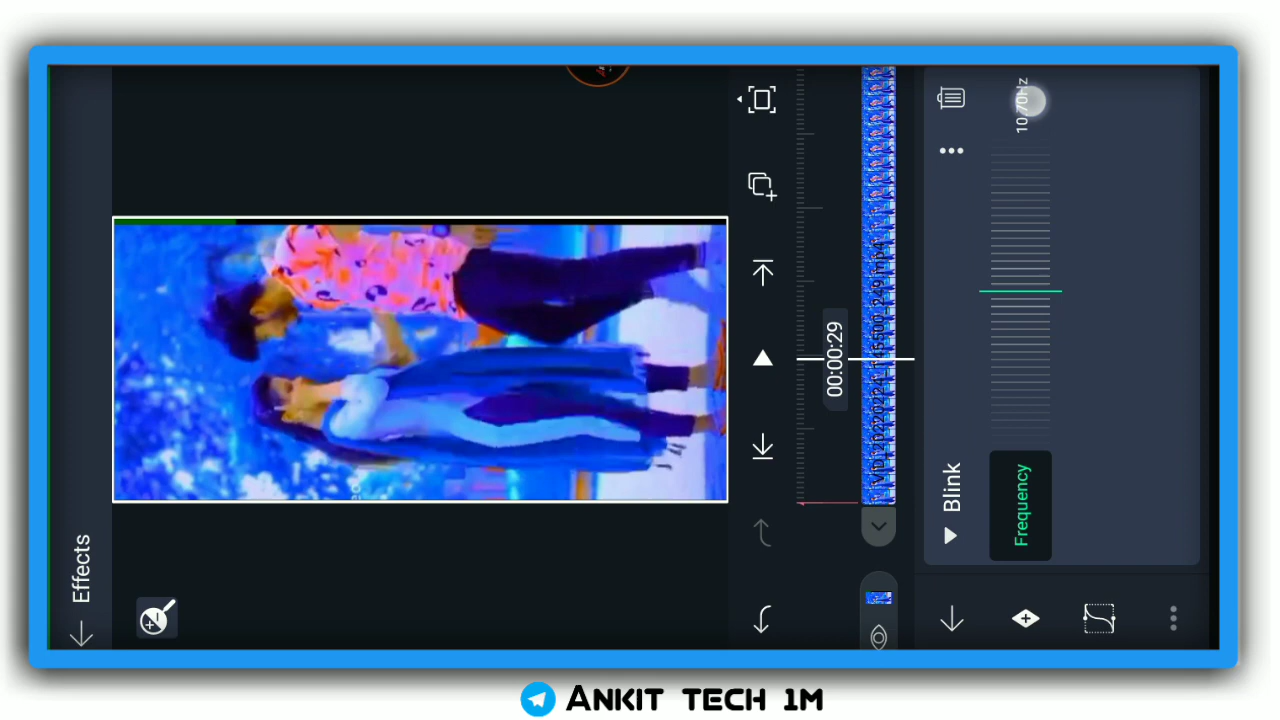 Effects
00:00:29
Blink
Frequency
10.70Hz
ANKIT TECH 1M